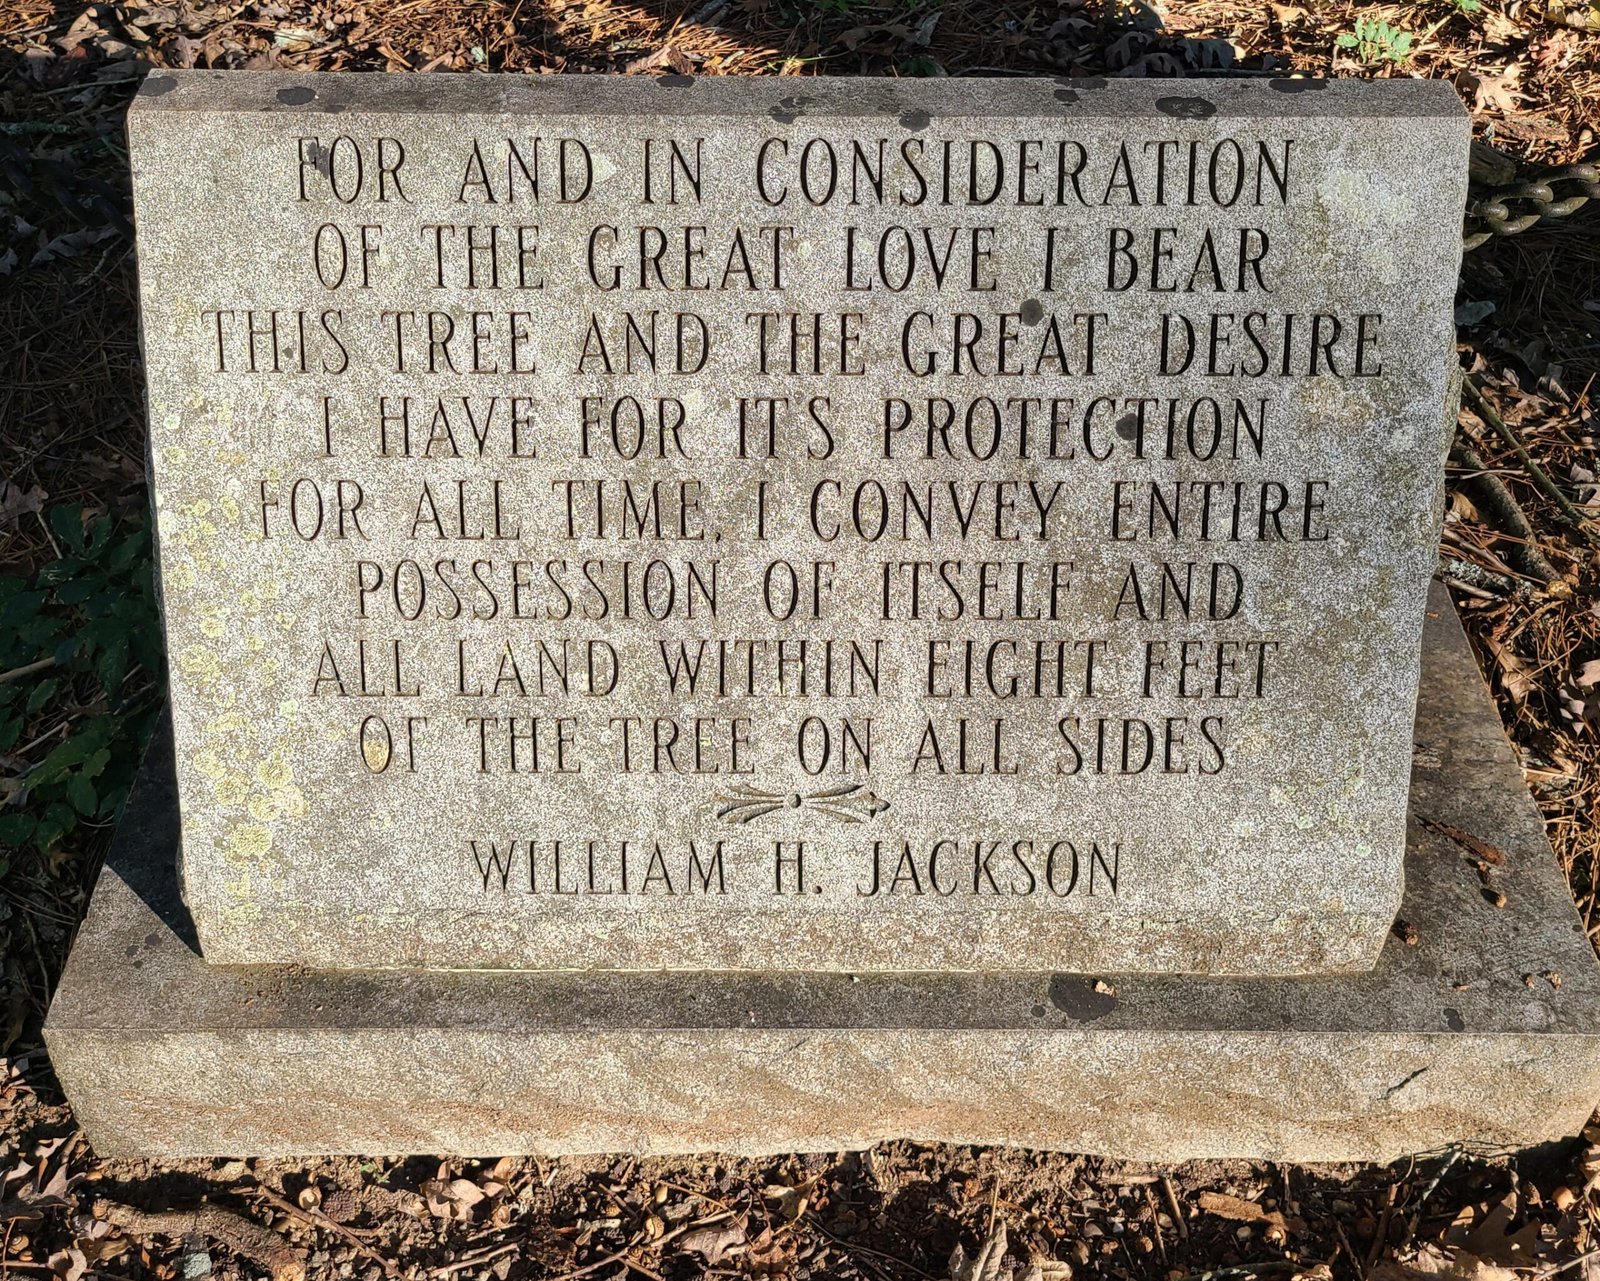 FOR AND IN CONSIDERATION
OF THE GREAT LOVE I BEAR
THIS TREE AND THE GREAT DESIRE
I HAVE FOR IT'S PROTECTION
FOR ALL TIME, I CONVEY ENTIRE
POSSESSION OF ITSELF AND
ALL LAND WITHIN EIGHT FEET
OF THE TREE ON ALL SIDES
WILLIAM H. JACKSON